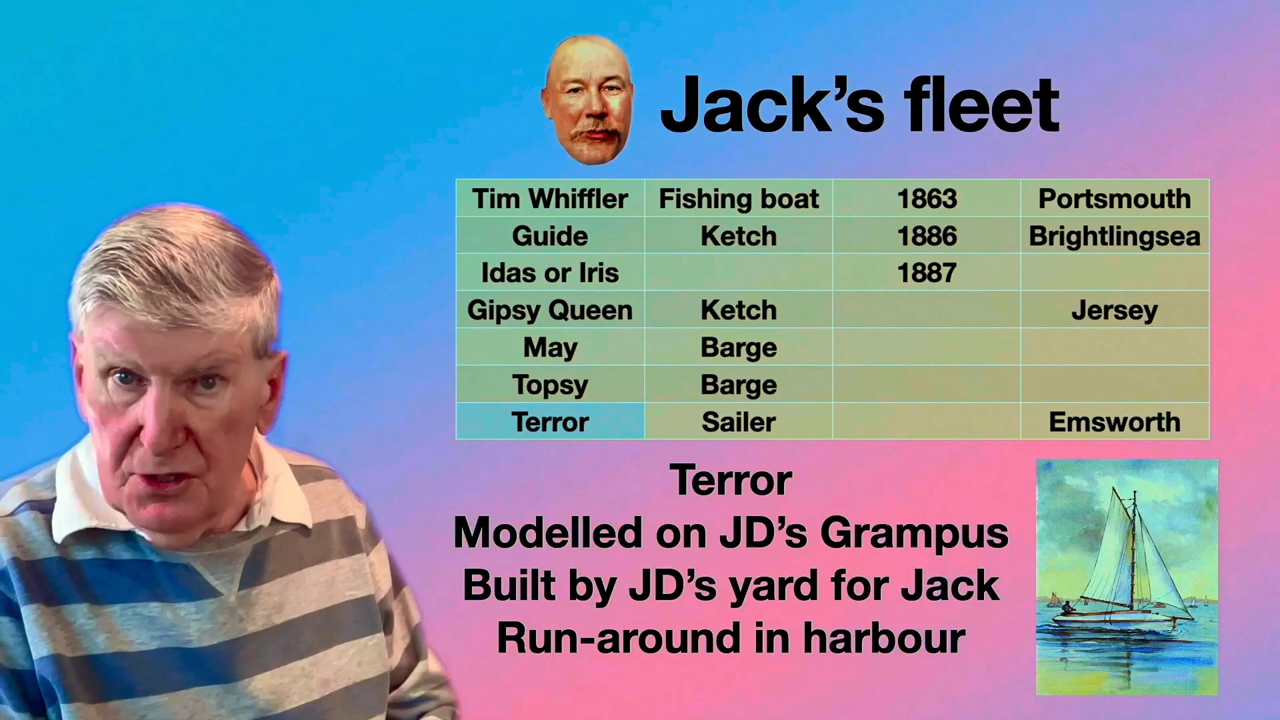 Jack’s fleet
Tim Whiffler Fishing boat 1863 Portsmouth
Guide Ketch 1886 Brightlingsea
Idas or Iris 1887
Gipsy Queen Ketch Jersey
May Barge
Topsy Barge
Terror Sailer Emsworth
Terror
Modelled on JD’s Grampus
Built by JD’s yard for Jack
Run-around in harbour